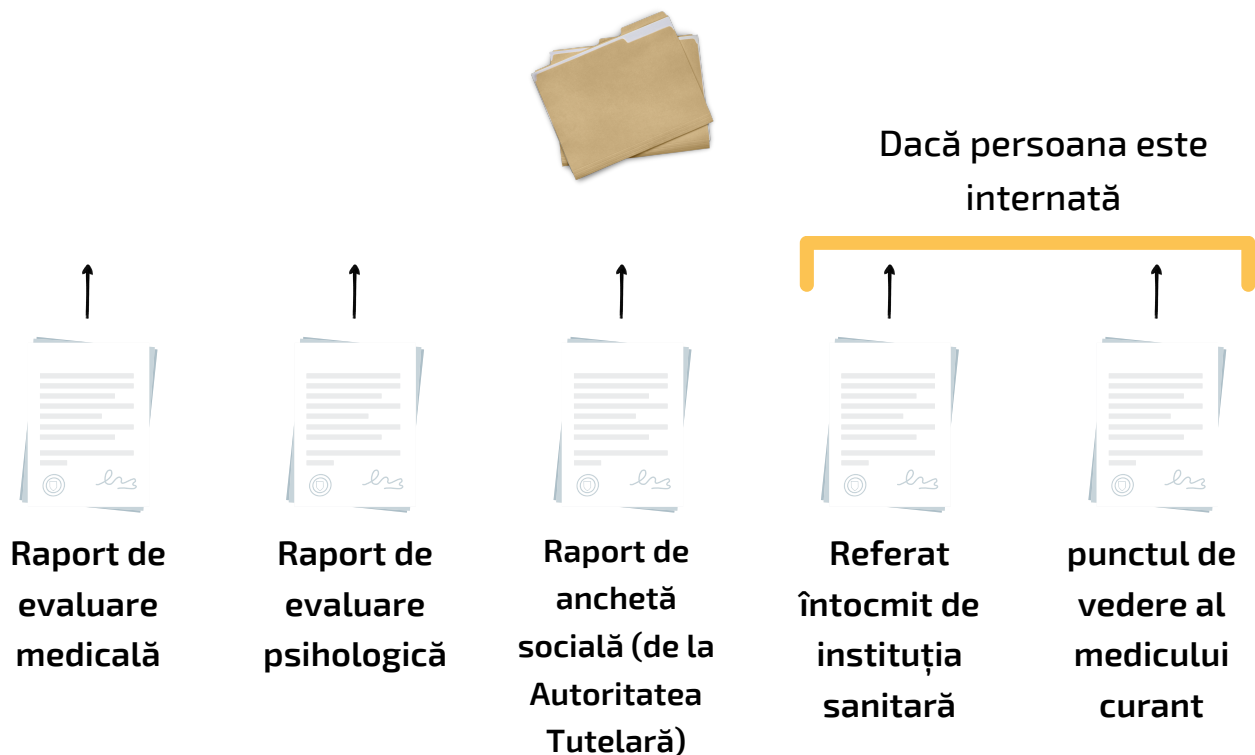 Dacă persoana este
internată
Raport de
evaluare
medicală
Raport de
evaluare
psihologică
Raport de
anchetă
socială (de la
Autoritatea
Tutelară)
Referat
întocmit de
instituția
sanitară
punctul de
vedere al
medicului
curant